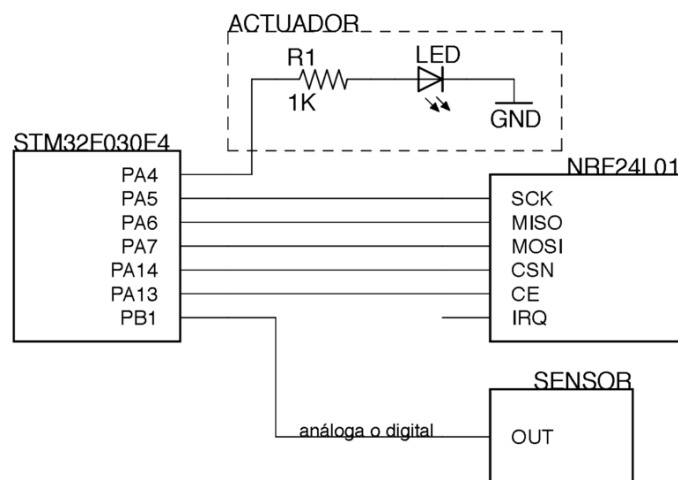 ACTUADOR
R1
LED
1K
GND
STM32F030F4
NRF24L01
PA4
PA5
SCK
PA6
MISO
PA7
MOSI
PA14
CSN
PA13
CE
PB1
IRQ
SENSOR
análoga o digital
OUT